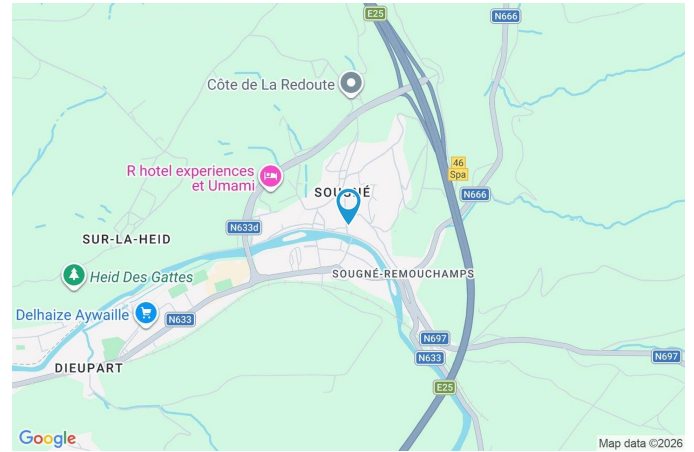 E25
N666
Côte de La Redoute
46
Spa
R hotel experiences
et Umami
SOUGNÉ
N666
N633d
SUR-LA-HEID
SOUGNÉ-REMOUCHAMPS
Heid Des Gattes
Delhaize Aywaille
N633
N697
N633
N697
DIEUPART
E25
Google
Map data ©2026